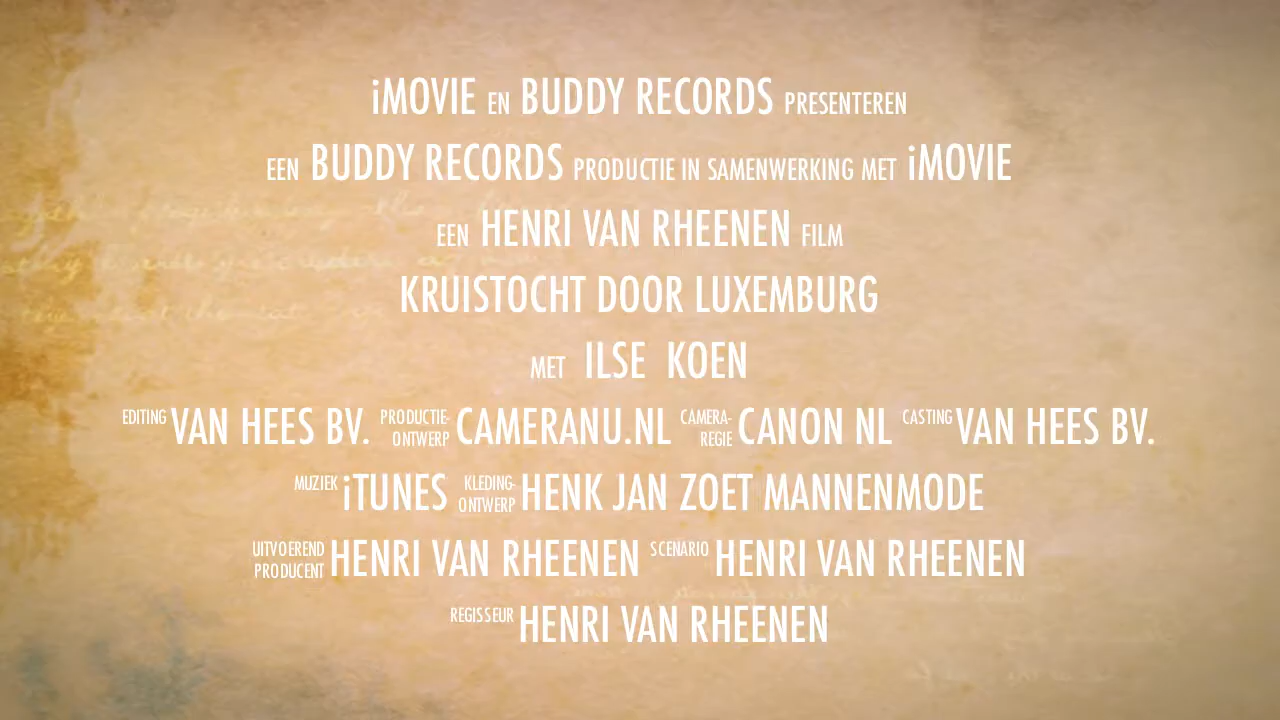 iMOVIE EN BUDDY RECORDS PRESENTEREN
EEN BUDDY RECORDS PRODUCTIE IN SAMENWERKING MET iMOVIE
EEN HENRI VAN RHEENEN FILM
KRUISTOCHT DOOR LUXEMBURG
MET ILSE KOEN
EDITING VAN HEES BV. PRODUCTIE-ONTWERP CAMERANU.NL CAMERA-REGIE CANON NL CASTING VAN HEES BV.
MUZIEK iTUNES KLEDING-ONTWERP HENK JAN ZOET MANNENMODE
UITVOEREND PRODUCENT HENRI VAN RHEENEN SCENARIO HENRI VAN RHEENEN
REGISSEUR HENRI VAN RHEENEN